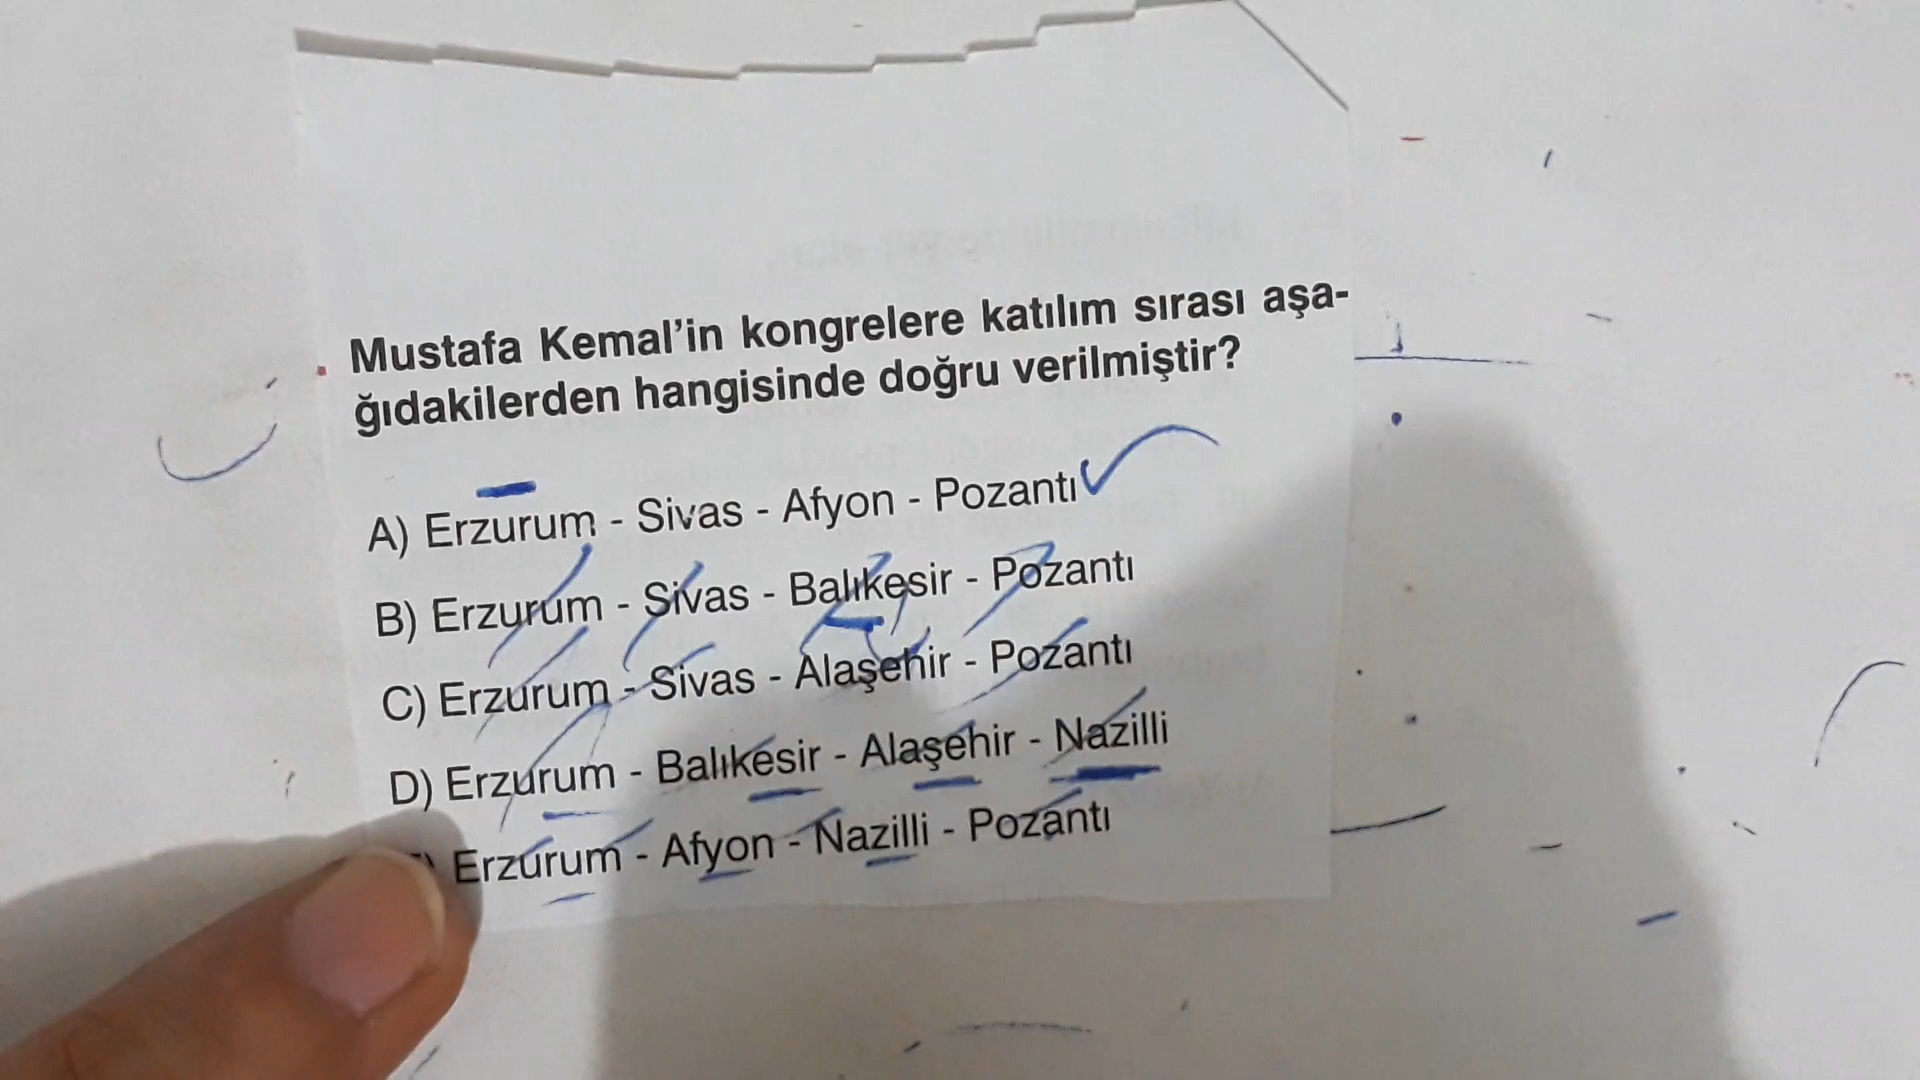 Mustafa Kemal'in kongrelere katılım sırası aşa-
ğıdakilerden hangisinde doğru verilmiştir?
A) Erzurum - Sivas - Afyon - Pozantı
B) Erzurum - Sivas - Balıkesir - Pozantı
C) Erzurum - Sivas - Alaşehir - Pozantı
D) Erzurum - Balıkesir - Alaşehir - Nazilli
Erzurum - Afyon - Nazilli - Pozantı